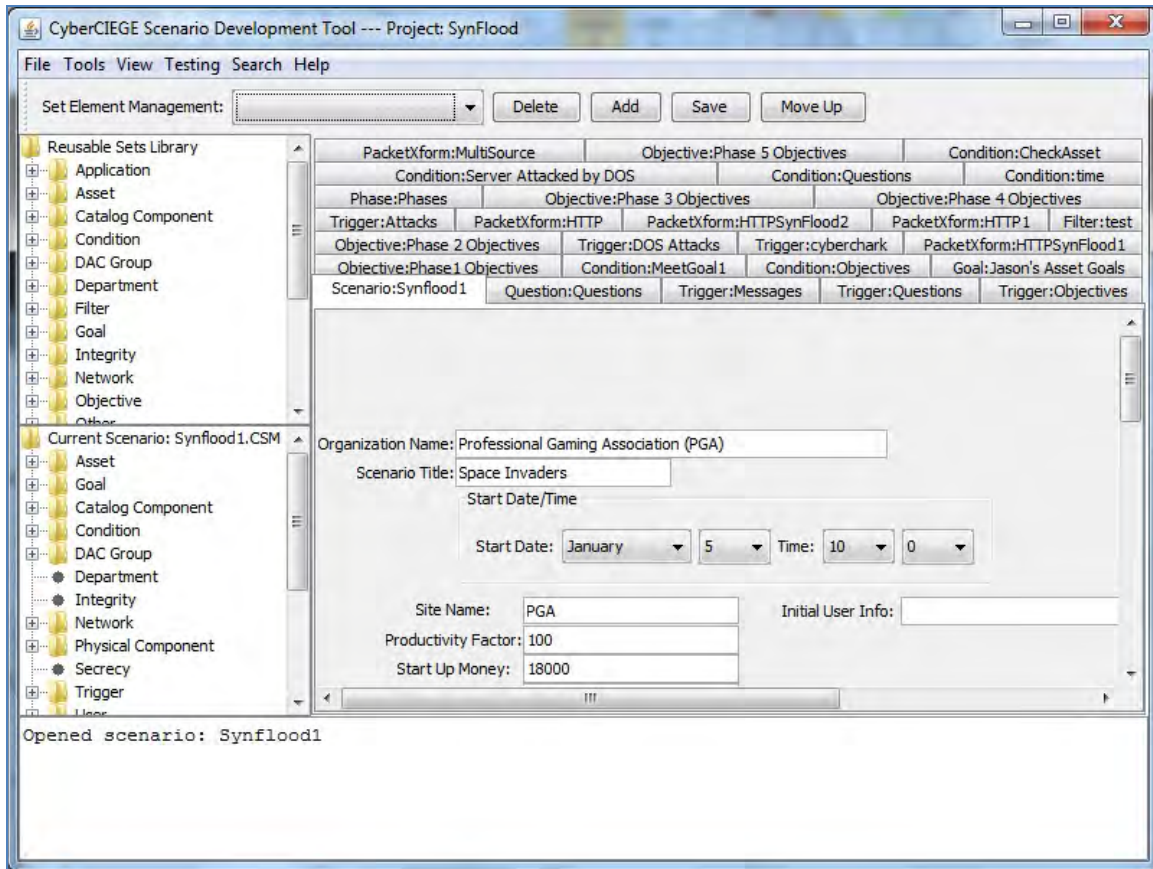 CyberCIEGE Scenario Development Tool --- Project: SynFlood
File Tools View Testing Search Help
Set Element Management: Delete Add Save Move Up
Reusable Sets Library
Application
Asset
Catalog Component
Condition
DAC Group
Department
Filter
Goal
Integrity
Network
Objective
Other
Current Scenario: Synflood1.CSM
Asset
Goal
Catalog Component
Condition
DAC Group
Department
Integrity
Network
Physical Component
Secrecy
Trigger
User
PacketXform:MultiSource Objective:Phase 5 Objectives Condition:CheckAsset
Condition:Server Attacked by DOS Condition:Questions Condition:time
Phase:Phases Objective:Phase 3 Objectives Objective:Phase 4 Objectives
Trigger:Attacks PacketXform:HTTP PacketXform:HTTPSynFlood2 PacketXform:HTTP1 Filter:test
Objective:Phase 2 Objectives Trigger:DOS Attacks Trigger:cyberchark PacketXform:HTTPSynFlood1
Objective:Phase1 Objectives Condition:MeetGoal1 Condition:Objectives Goal:Jason's Asset Goals
Scenario:Synflood1 Question:Questions Trigger:Messages Trigger:Questions Trigger:Objectives
Organization Name: Professional Gaming Association (PGA)
Scenario Title: Space Invaders
Start Date/Time
Start Date: January 5 Time: 10 0
Site Name: PGA Initial User Info:
Productivity Factor: 100
Start Up Money: 18000
Opened scenario: Synflood1